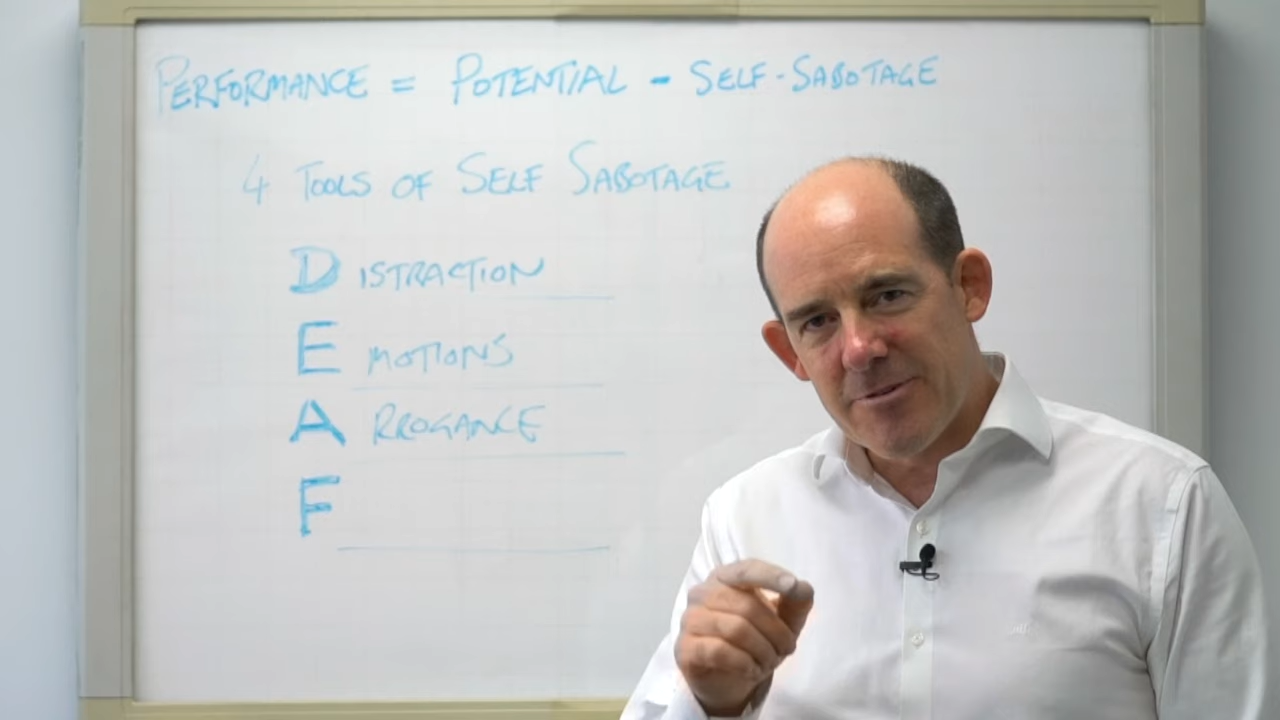 PERFORMANCE = POTENTIAL - SELF-SABOTAGE
4 TOOLS OF SELF SABOTAGE
DISTRACTION
EMOTIONS
ARROGANCE
F